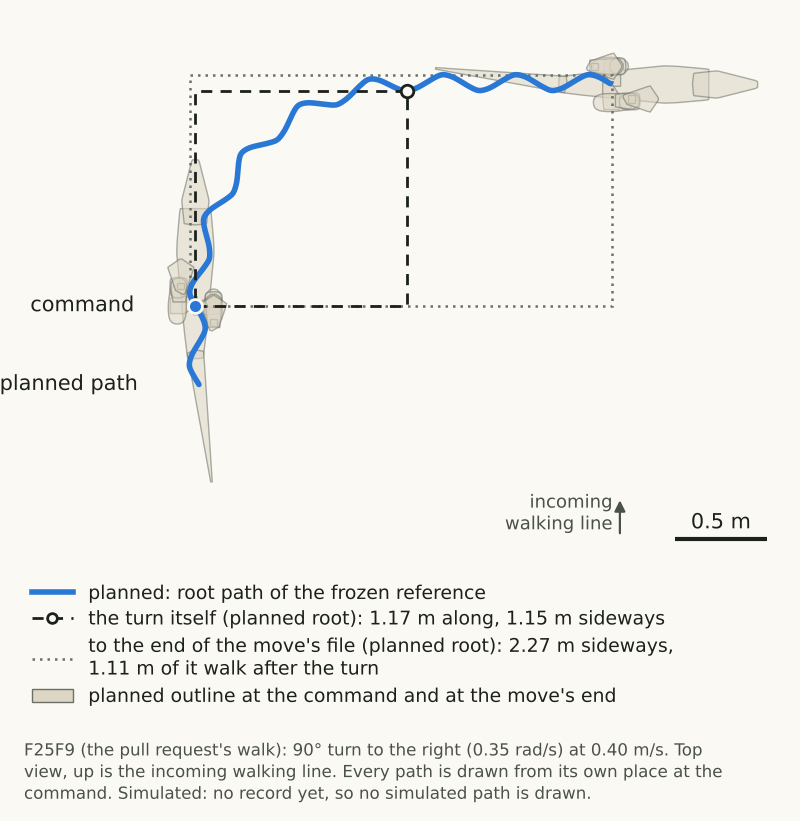 command
planned path
incoming
walking line
0.5 m
planned: root path of the frozen reference
the turn itself (planned root): 1.17 m along, 1.15 m sideways
to the end of the move's file (planned root): 2.27 m sideways,
1.11 m of it walk after the turn
planned outline at the command and at the move's end
F25F9 (the pull request's walk): 90° turn to the right (0.35 rad/s) at 0.40 m/s. Top
view, up is the incoming walking line. Every path is drawn from its own place at the
command. Simulated: no record yet, so no simulated path is drawn.